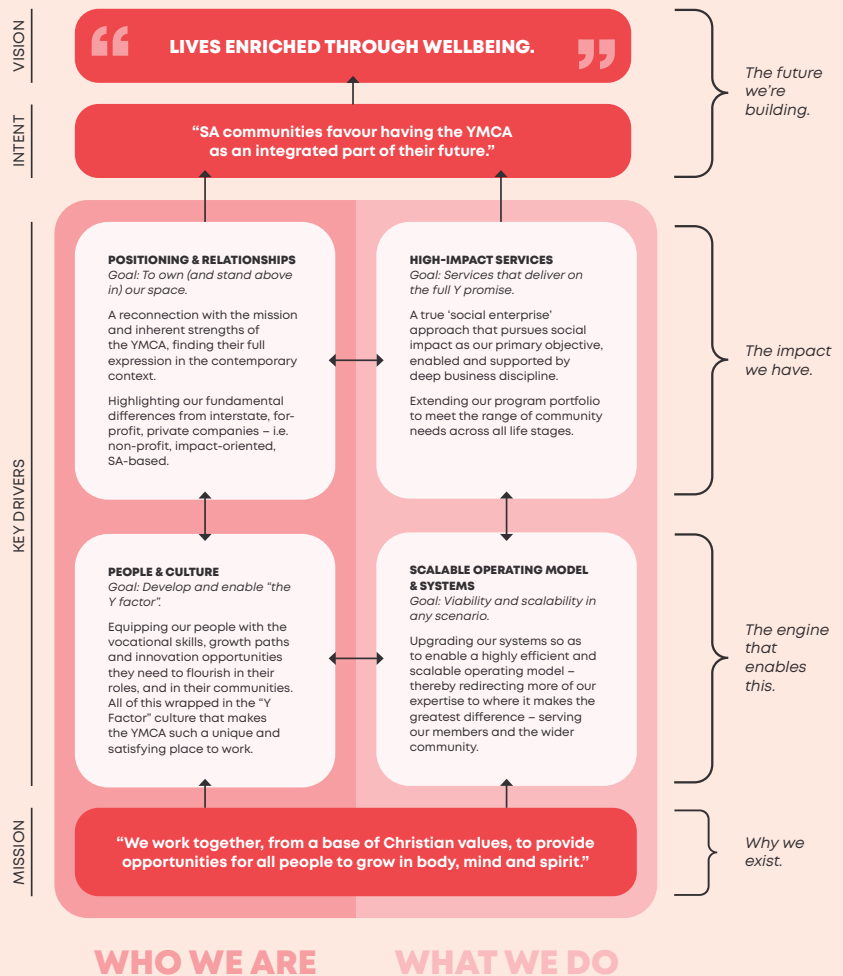 VISION
“ LIVES ENRICHED THROUGH WELLBEING. ”
The future
we’re
building.
INTENT
“SA communities favour having the YMCA
as an integrated part of their future.”
KEY DRIVERS
POSITIONING & RELATIONSHIPS
Goal: To own (and stand above
in) our space.
A reconnection with the mission
and inherent strengths of
the YMCA, finding their full
expression in the contemporary
context.
Highlighting our fundamental
differences from interstate, for-
profit, private companies – i.e.
non-profit, impact-oriented,
SA-based.
HIGH-IMPACT SERVICES
Goal: Services that deliver on
the full Y promise.
A true ‘social enterprise’
approach that pursues social
impact as our primary objective,
enabled and supported by
deep business discipline.
Extending our program portfolio
to meet the range of community
needs across all life stages.
The impact
we have.
PEOPLE & CULTURE
Goal: Develop and enable “the
Y factor”.
Equipping our people with the
vocational skills, growth paths
and innovation opportunities
they need to flourish in their
roles, and in their communities.
All of this wrapped in the “Y
Factor” culture that makes
the YMCA such a unique and
satisfying place to work.
SCALABLE OPERATING MODEL
& SYSTEMS
Goal: Viability and scalability in
any scenario.
Upgrading our systems so as
to enable a highly efficient and
scalable operating model –
thereby redirecting more of our
expertise to where it makes the
greatest difference – serving
our members and the wider
community.
The engine
that
enables
this.
MISSION
“We work together, from a base of Christian values, to provide
opportunities for all people to grow in body, mind and spirit.”
Why we
exist.
WHO WE ARE
WHAT WE DO